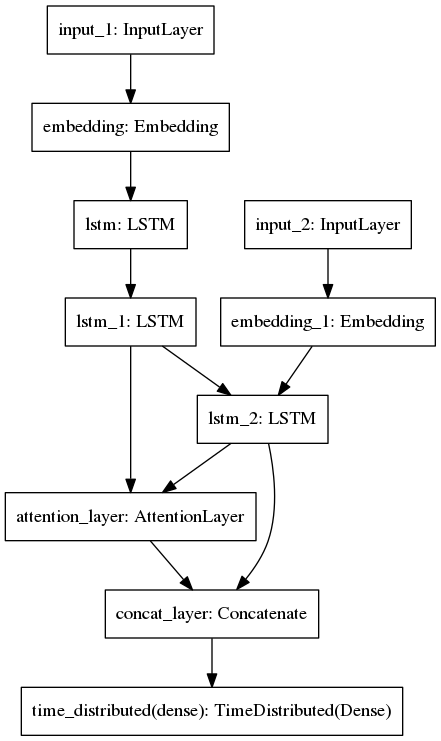 input_1: InputLayer
embedding: Embedding
lstm: LSTM
input_2: InputLayer
lstm_1: LSTM
embedding_1: Embedding
lstm_2: LSTM
attention_layer: AttentionLayer
concat_layer: Concatenate
time_distributed(dense): TimeDistributed(Dense)